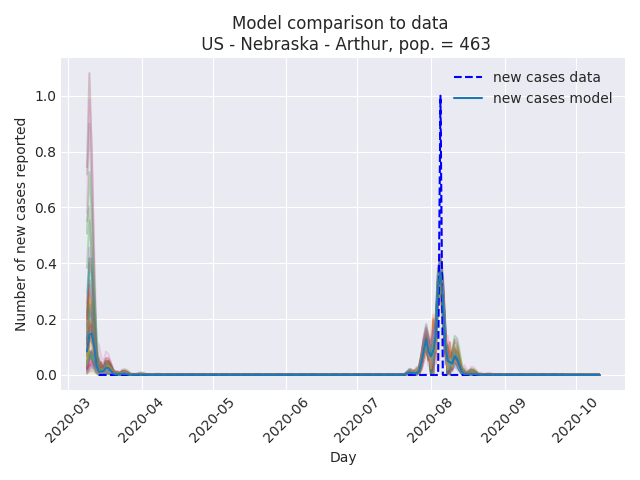 Model comparison to data
US - Nebraska - Arthur, pop. = 463
new cases data
new cases model
Number of new cases reported
1.0
0.8
0.6
0.4
0.2
0.0
2020-03
2020-04
2020-05
2020-06
2020-07
2020-08
2020-09
2020-10
Day